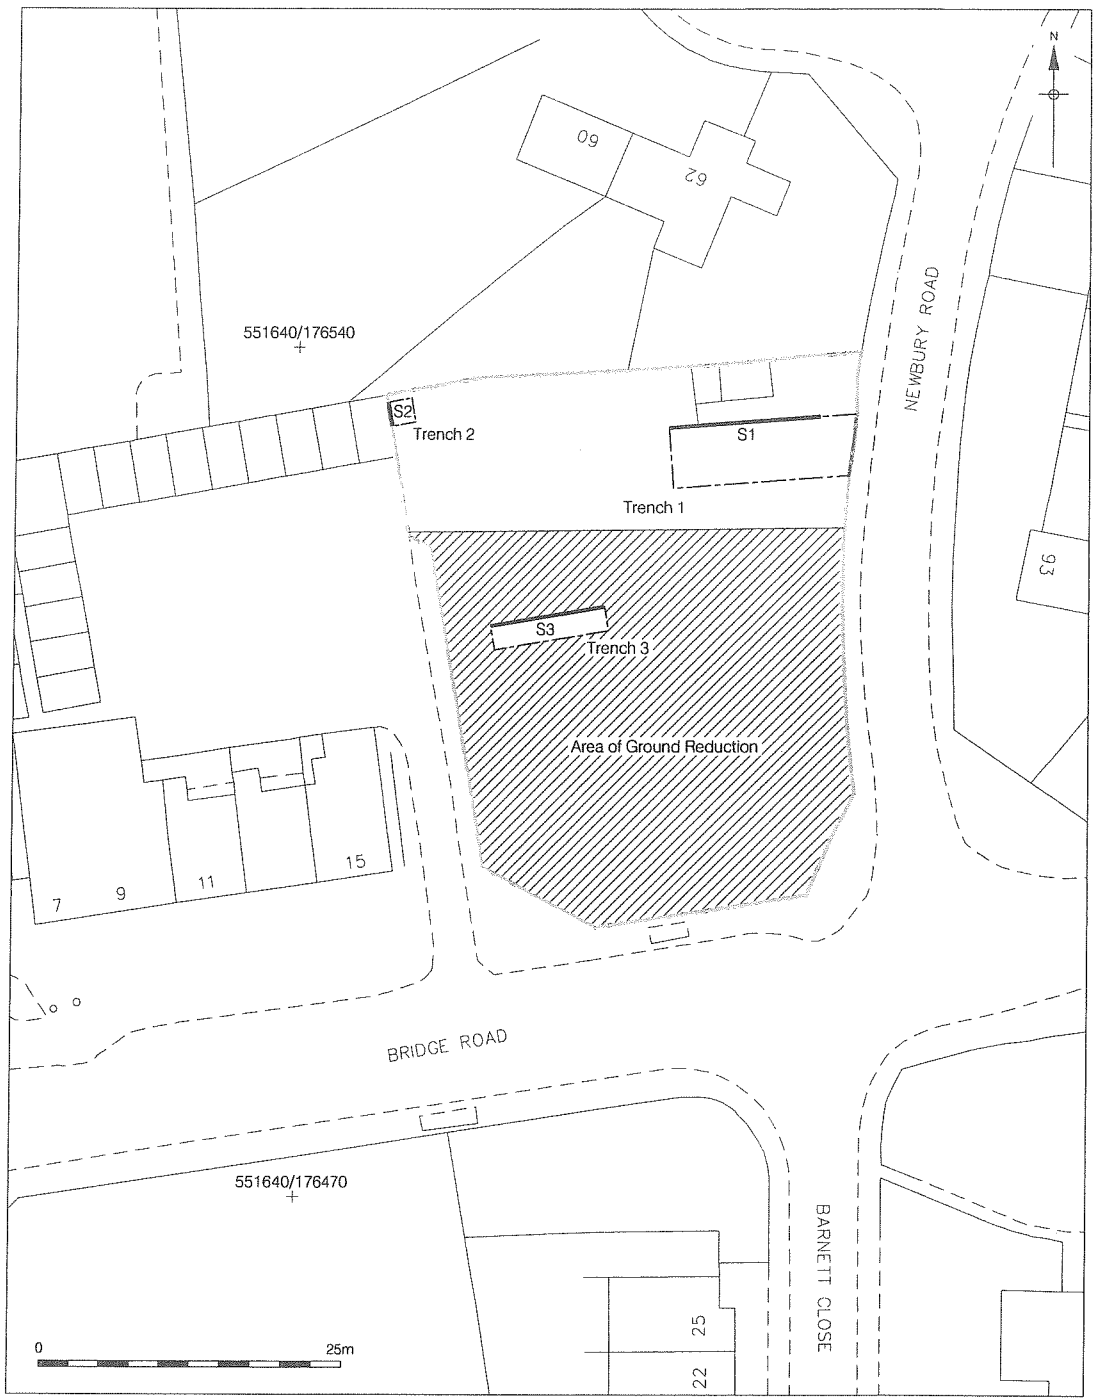 N
60
62
NEWBURY ROAD
551640/176540
S2
Trench 2
S1
Trench 1
93
S3
Trench 3
Area of Ground Reduction
7
9
11
15
BRIDGE ROAD
551640/176470
BARNETT CLOSE
25
22
0
25m